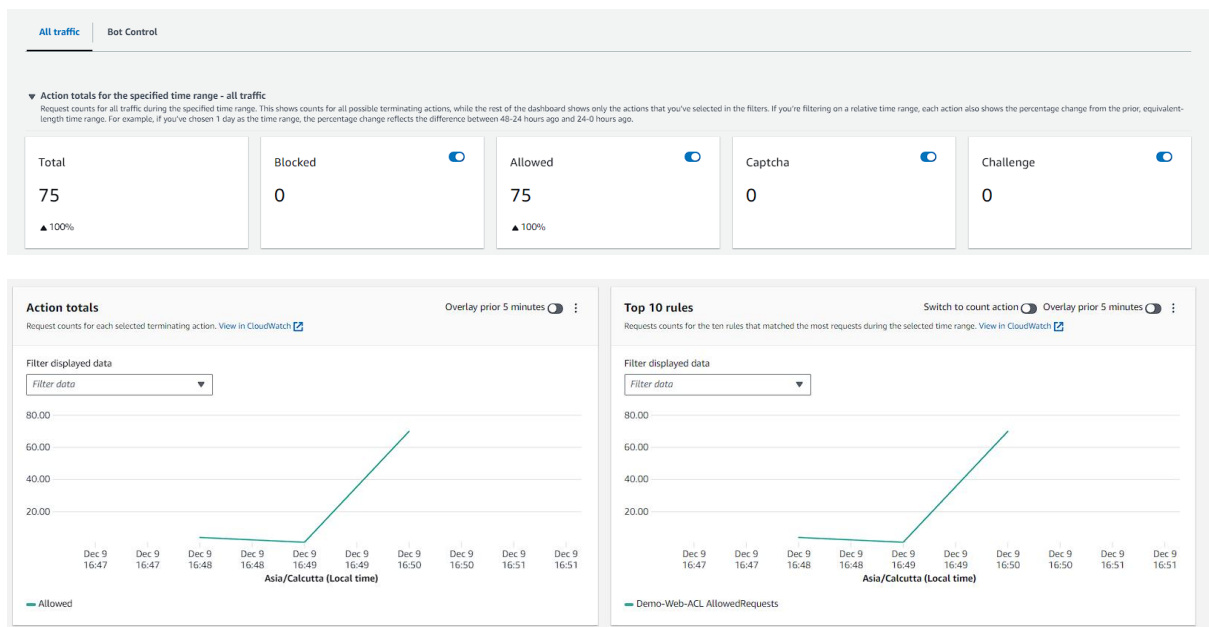 All traffic Bot Control
Action totals for the specified time range - all traffic
Request counts for all traffic during the specified time range. This shows counts for all possible terminating actions, while the rest of the dashboard shows only the actions that you've selected in the filters. If you're filtering on a relative time range, each action also shows the percentage change from the prior, equivalent-
length time range. For example, if you've chosen 1 day as the time range, the percentage change reflects the difference between 48-24 hours ago and 24-0 hours ago.
Total
75
▲ 100%
Blocked
0
Allowed
75
▲ 100%
Captcha
0
Challenge
0
Action totals Overlay prior 5 minutes
Request counts for each selected terminating action. View in CloudWatch
Filter displayed data
Filter data
80.00
60.00
40.00
20.00
Dec 9 Dec 9 Dec 9 Dec 9 Dec 9 Dec 9 Dec 9 Dec 9 Dec 9 Dec 9
16:47 16:47 16:48 16:48 16:49 16:49 16:50 16:50 16:51 16:51
Asia/Calcutta (Local time)
Allowed
Top 10 rules Switch to count action Overlay prior 5 minutes
Requests counts for the ten rules that matched the most requests during the selected time range. View in CloudWatch
Filter displayed data
Filter data
80.00
60.00
40.00
20.00
Dec 9 Dec 9 Dec 9 Dec 9 Dec 9 Dec 9 Dec 9 Dec 9 Dec 9 Dec 9
16:47 16:47 16:48 16:48 16:49 16:49 16:50 16:50 16:51 16:51
Asia/Calcutta (Local time)
Demo-Web-ACL AllowedRequests